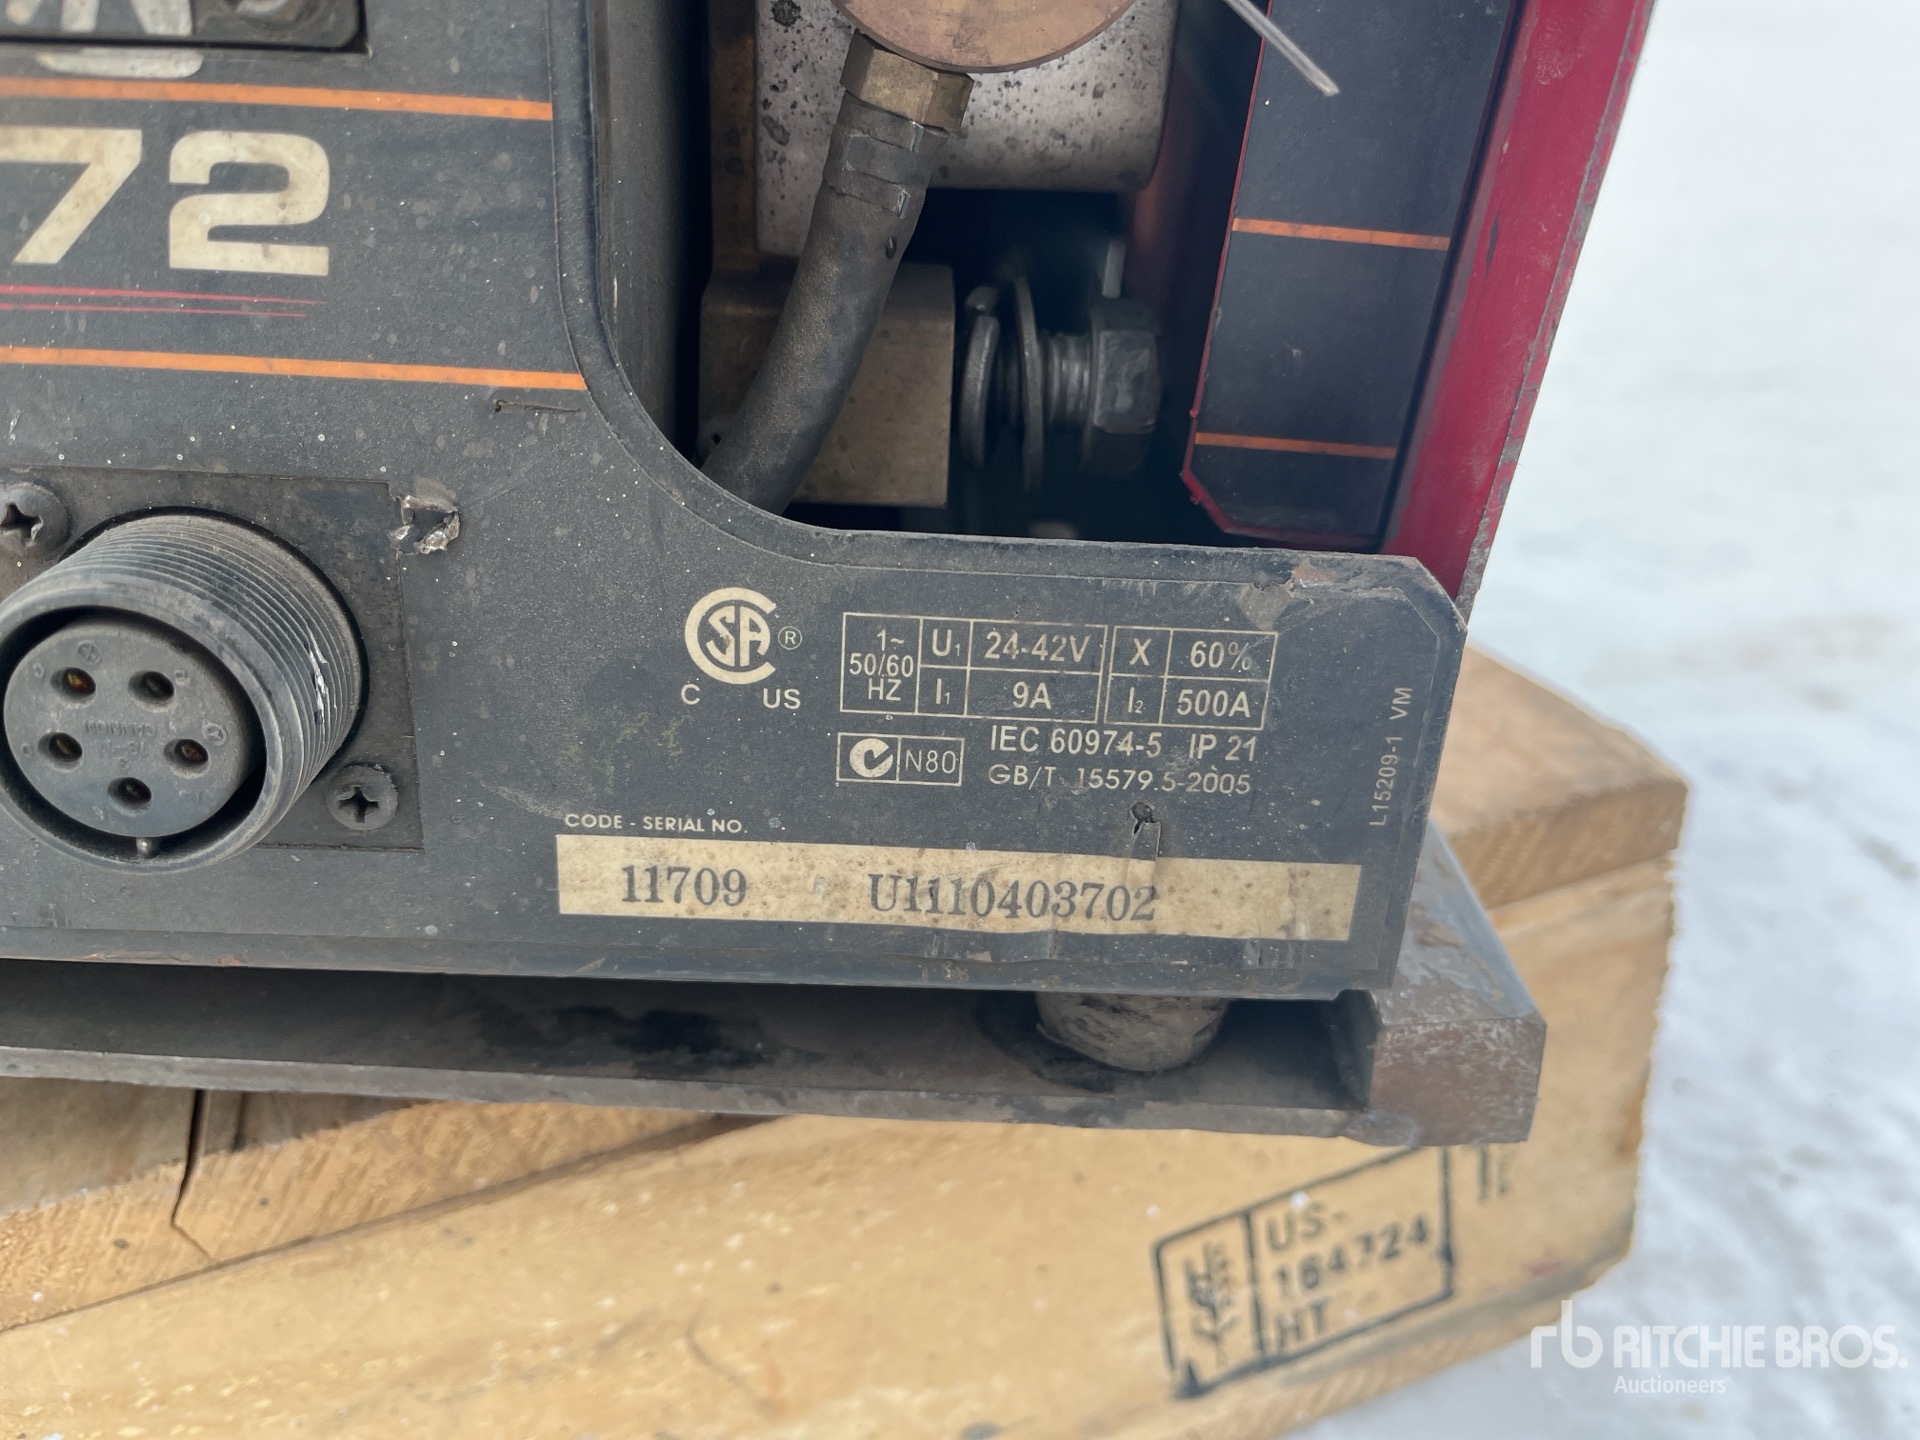 72
CSA ®
C US
1~ 50/60 HZ U1 24-42V X 60%
I1 9A I2 500A
N80 IEC 60974-5 IP 21
GB/T 15579.5-2005
L15209-1 VM
CODE - SERIAL NO.
11709 U1110403702
US-
164724
HT
rb RITCHIE BROS.
Auctioneers